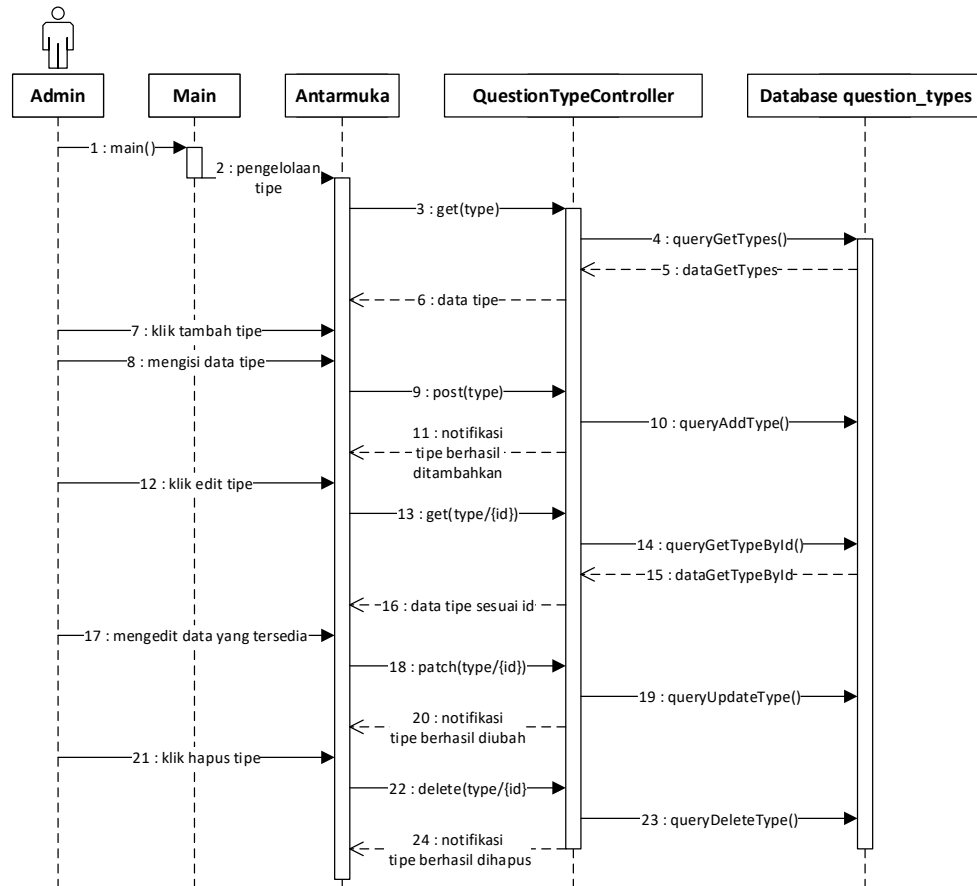 Admin
Main
Antarmuka
QuestionTypeController
Database question_types
1 : main()
2 : pengelolaan
tipe
3 : get(type)
4 : queryGetTypes()
5 : dataGetTypes
6 : data tipe
7 : klik tambah tipe
8 : mengisi data tipe
9 : post(type)
10 : queryAddType()
11 : notifikasi
tipe berhasil
ditambahkan
12 : klik edit tipe
13 : get(type/{id})
14 : queryGetTypeById()
15 : dataGetTypeById
16 : data tipe sesuai id
17 : mengedit data yang tersedia
18 : patch(type/{id})
19 : queryUpdateType()
20 : notifikasi
tipe berhasil diubah
21 : klik hapus tipe
22 : delete(type/{id}
23 : queryDeleteType()
24 : notifikasi
tipe berhasil dihapus